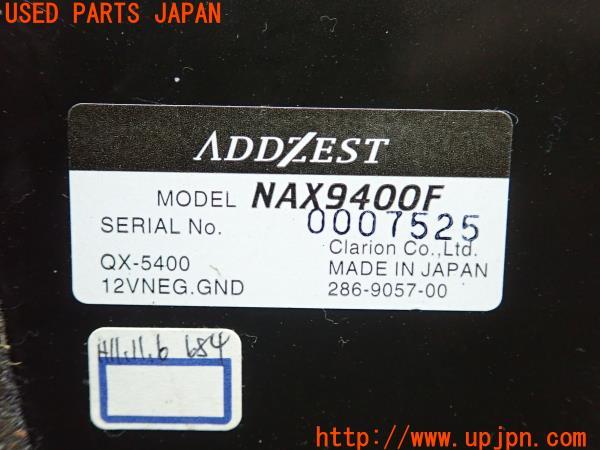 USED PARTS JAPAN
ADDZEST
MODEL NAX9400F
SERIAL No. 0007525
Clarion Co.,Ltd.
QX-5400 MADE IN JAPAN
12VNEG.GND 286-9057-00
H11.11.6 684
http://www.upjpn.com/